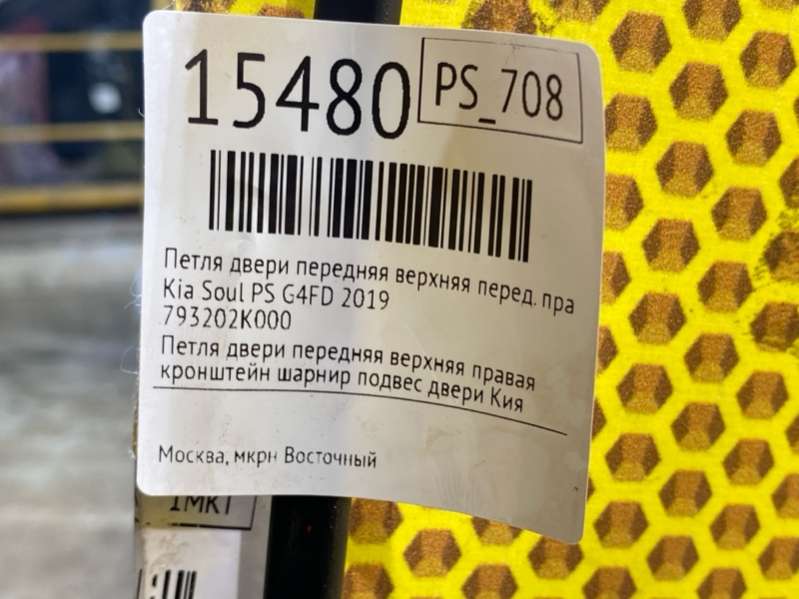 15480
PS_708
Петля двери передняя верхняя перед. пра
Kia Soul PS G4FD 2019
793202K000
Петля двери передняя верхняя правая
кронштейн шарнир подвес двери Кия
Москва, мкрн Восточный